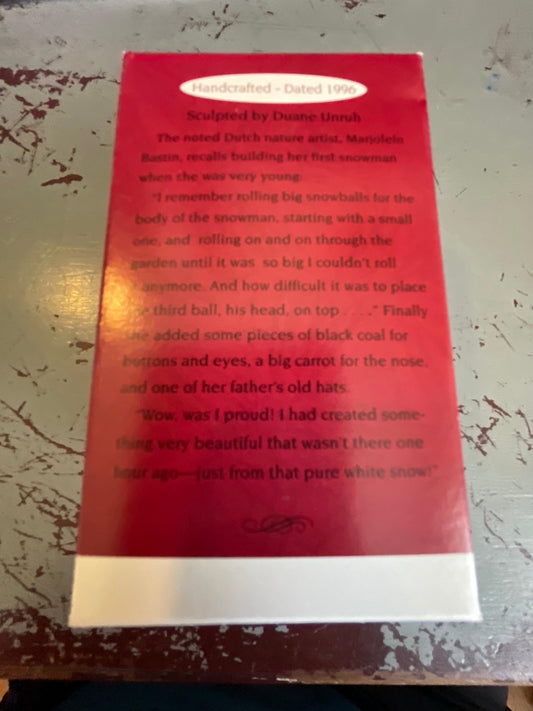 Handcrafted - Dated 1996
Sculpted by Duane Unruh
The noted Dutch nature artist, Marjolein
Bastin, recalls building her first snowman
when she was very young:
"I remember rolling big snowballs for the
body of the snowman, starting with a small
one, and rolling on and on through the
garden until it was so big I couldn't roll
anymore. And how difficult it was to place
third ball, his head, on top . . . ." Finally
she added some pieces of black coal for
buttons and eyes, a big carrot for the nose,
and one of her father's old hats.
"Wow, was I proud! I had created some-
thing very beautiful that wasn't there one
hour ago—just from that pure white snow!"